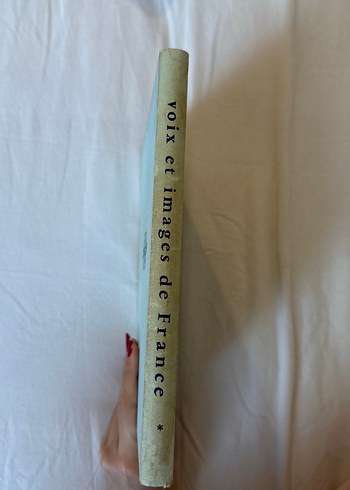 voix et images de France *